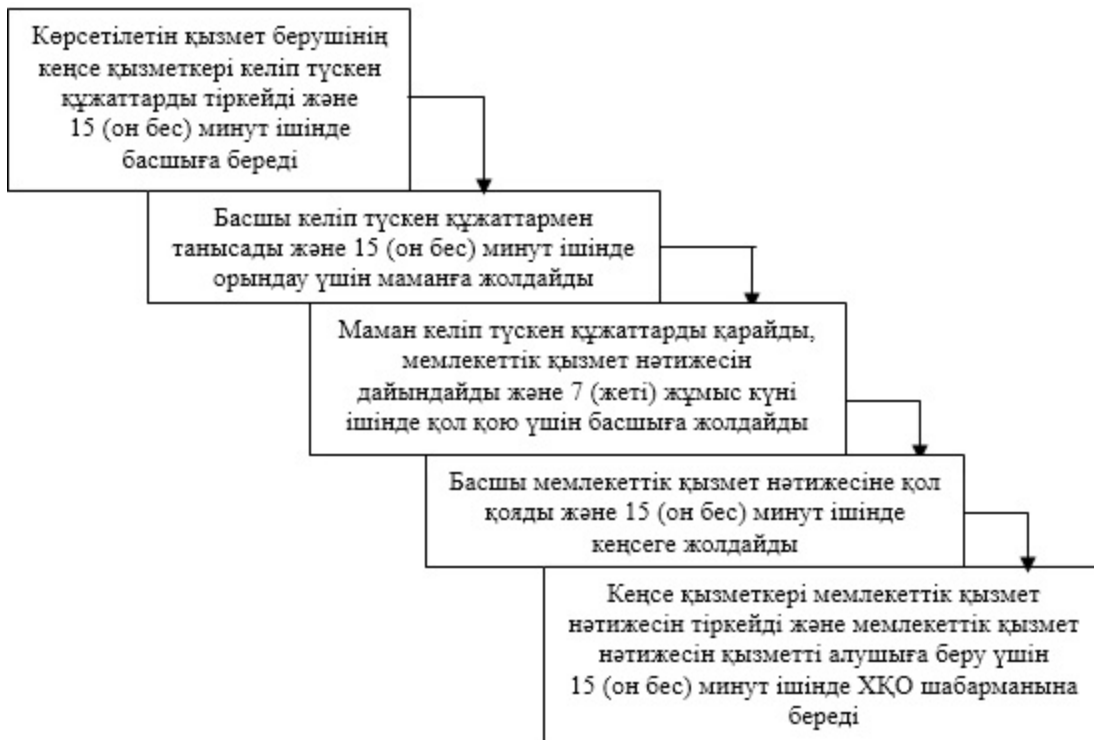 Көрсетілетін қызмет берушінің
кеңсе қызметкері келіп түскен
құжаттарды тіркейді және
15 (он бес) минут ішінде
басшыға береді
Басшы келіп түскен құжаттармен
танысады және 15 (он бес) минут ішінде
орындау үшін маманға жолдайды
Маман келіп түскен құжаттарды қарайды,
мемлекеттік қызмет нәтижесін
дайындайды және 7 (жеті) жұмыс күні
ішінде қол қою үшін басшыға жолдайды
Басшы мемлекеттік қызмет нәтижесіне қол
қояды және 15 (он бес) минут ішінде
кеңсеге жолдайды
Кеңсе қызметкері мемлекеттік қызмет
нәтижесін тіркейді және мемлекеттік қызмет
нәтижесін қызметті алушыға беру үшін
15 (он бес) минут ішінде ХҚО шабарманына
береді